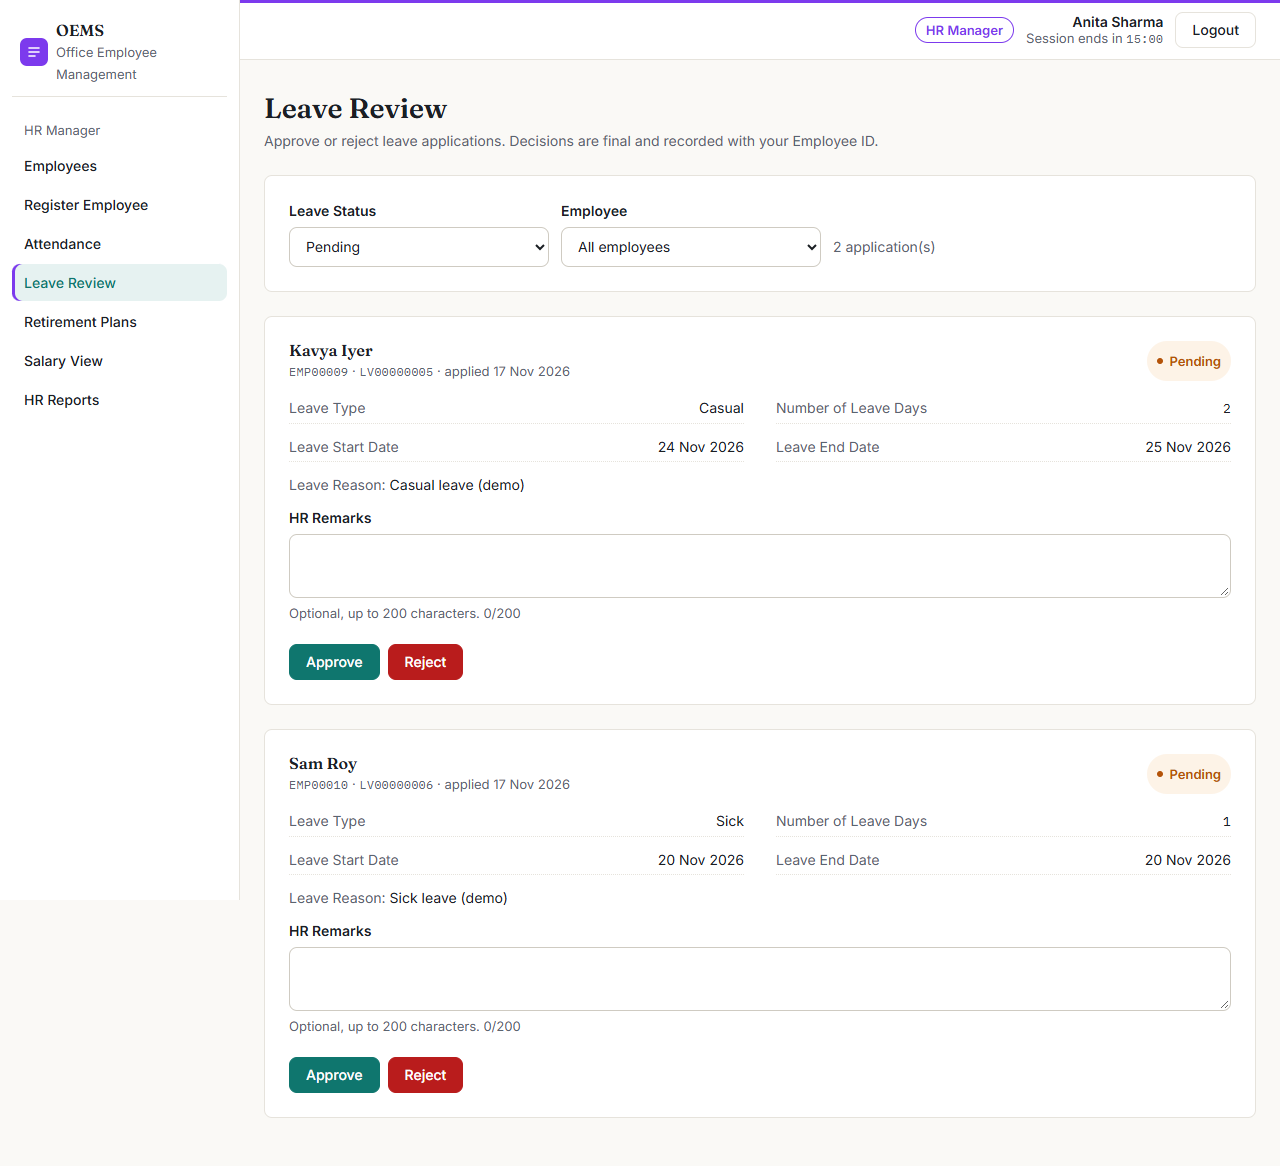 OEMS
Office Employee
Management
HR Manager
Employees
Register Employee
Attendance
Leave Review
Retirement Plans
Salary View
HR Reports
HR Manager
Anita Sharma
Session ends in 15:00
Logout
Leave Review
Approve or reject leave applications. Decisions are final and recorded with your Employee ID.
Leave Status
Employee
Pending
All employees
2 application(s)
Kavya Iyer
EMP00009 · LV00000005 · applied 17 Nov 2026
Pending
Leave Type Casual
Number of Leave Days 2
Leave Start Date 24 Nov 2026
Leave End Date 25 Nov 2026
Leave Reason: Casual leave (demo)
HR Remarks
Optional, up to 200 characters. 0/200
Approve
Reject
Sam Roy
EMP00010 · LV00000006 · applied 17 Nov 2026
Pending
Leave Type Sick
Number of Leave Days 1
Leave Start Date 20 Nov 2026
Leave End Date 20 Nov 2026
Leave Reason: Sick leave (demo)
HR Remarks
Optional, up to 200 characters. 0/200
Approve
Reject